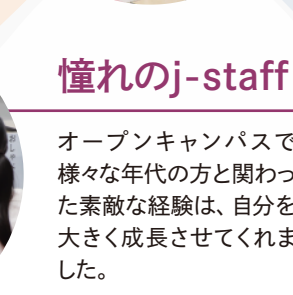 憧れのj-staff
オープンキャンパスで
様々な年代の方と関わっ
た素敵な経験は、自分を
大きく成長させてくれま
した。